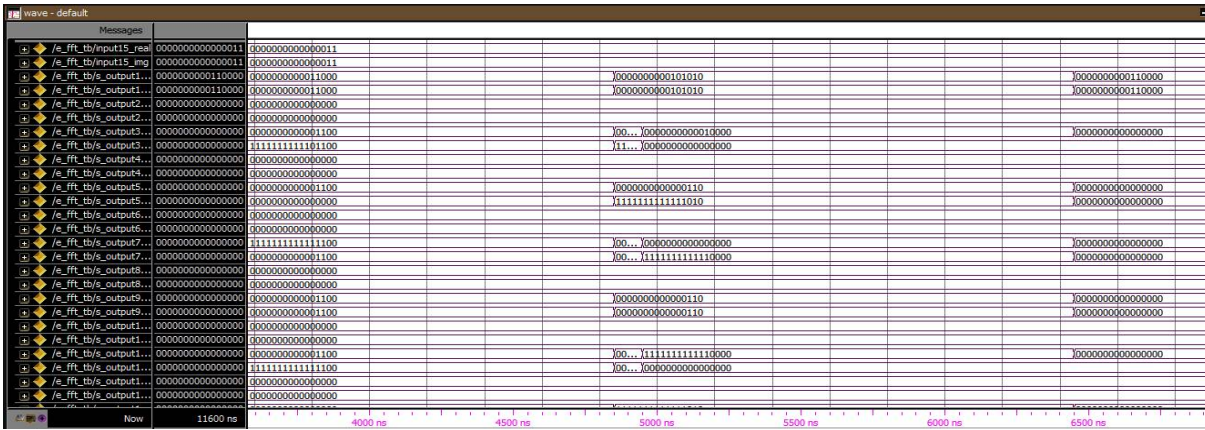 wave - default
Messages
/e_fft_tb/input15_real 0000000000000011 0000000000000011
/e_fft_tb/input15_img 0000000000000011 0000000000000011
/e_fft_tb/s_output1... 0000000000110000 0000000000011000 0000000000101010 0000000000110000
/e_fft_tb/s_output1... 0000000000110000 0000000000011000 0000000000101010 0000000000110000
/e_fft_tb/s_output2... 0000000000000000 0000000000000000
/e_fft_tb/s_output2... 0000000000000000 0000000000000000
/e_fft_tb/s_output3... 0000000000000000 0000000000001100 00... 0000000000010000 0000000000000000
/e_fft_tb/s_output3... 0000000000000000 1111111111101100 11... 0000000000000000 0000000000000000
/e_fft_tb/s_output4... 0000000000000000 0000000000000000
/e_fft_tb/s_output4... 0000000000000000 0000000000000000
/e_fft_tb/s_output5... 0000000000000000 0000000000001100 0000000000000110 0000000000000000
/e_fft_tb/s_output5... 0000000000000000 0000000000000000 1111111111111010 0000000000000000
/e_fft_tb/s_output6... 0000000000000000 0000000000000000
/e_fft_tb/s_output6... 0000000000000000 0000000000000000
/e_fft_tb/s_output7... 0000000000000000 1111111111111100 00... 0000000000000000 0000000000000000
/e_fft_tb/s_output7... 0000000000000000 0000000000001100 00... 1111111111110000 0000000000000000
/e_fft_tb/s_output8... 0000000000000000 0000000000000000
/e_fft_tb/s_output8... 0000000000000000 0000000000000000
/e_fft_tb/s_output9... 0000000000000000 0000000000001100 0000000000000110 0000000000000000
/e_fft_tb/s_output9... 0000000000000000 0000000000001100 0000000000000110 0000000000000000
/e_fft_tb/s_output1... 0000000000000000 0000000000000000
/e_fft_tb/s_output1... 0000000000000000 0000000000000000
/e_fft_tb/s_output1... 0000000000000000 0000000000001100 00... 1111111111110000 0000000000000000
/e_fft_tb/s_output1... 0000000000000000 1111111111111100 00... 0000000000000000 0000000000000000
/e_fft_tb/s_output1... 0000000000000000 0000000000000000
/e_fft_tb/s_output1... 0000000000000000 0000000000000000
Now 11600 ns 4000 ns 4500 ns 5000 ns 5500 ns 6000 ns 6500 ns